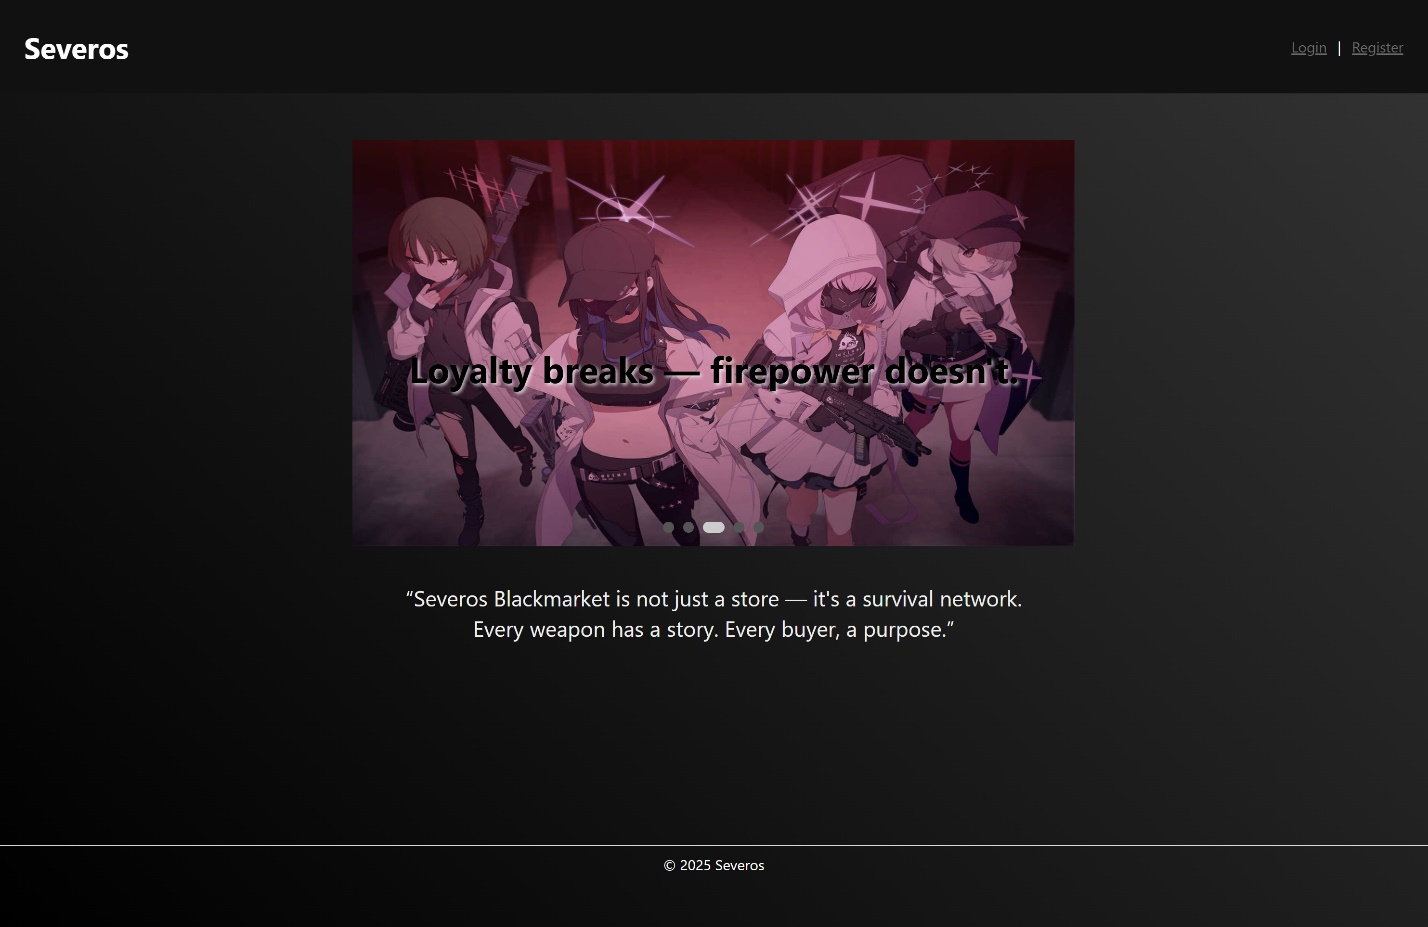 Severos
Login | Register
Loyalty breaks — firepower doesn't.
“Severos Blackmarket is not just a store — it's a survival network.
Every weapon has a story. Every buyer, a purpose.”
© 2025 Severos